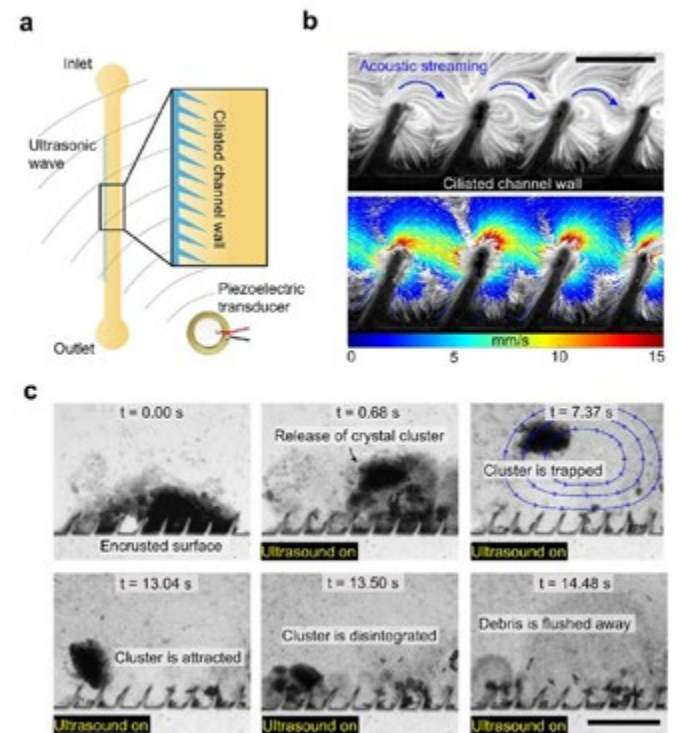 a
Inlet
Ultrasonic
wave
Ciliated channel wall
Piezoelectric
transducer
Outlet
b
Acoustic streaming
Ciliated channel wall
mm/s
0 5 10 15
c
t = 0.00 s
Encrusted surface
t = 0.68 s
Release of crystal cluster
Ultrasound on
t = 7.37 s
Cluster is trapped
Ultrasound on
t = 13.04 s
Cluster is attracted
Ultrasound on
t = 13.50 s
Cluster is disintegrated
Ultrasound on
t = 14.48 s
Debris is flushed away
Ultrasound on